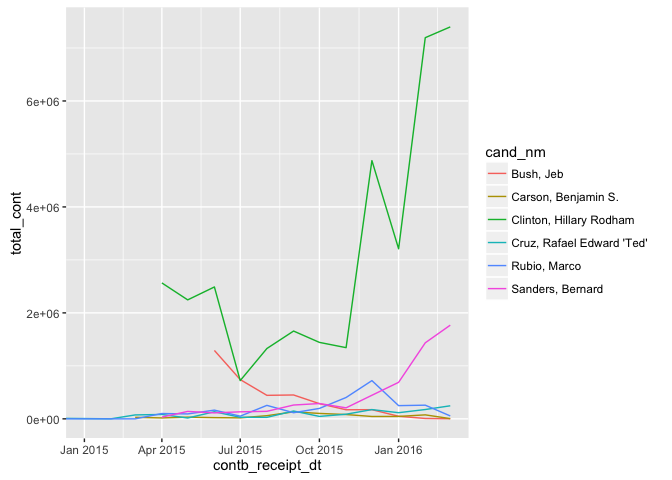 6e+06
4e+06
2e+06
0e+00
total_cont
Jan 2015
Apr 2015
Jul 2015
Oct 2015
Jan 2016
contb_receipt_dt
cand_nm
Bush, Jeb
Carson, Benjamin S.
Clinton, Hillary Rodham
Cruz, Rafael Edward 'Ted'
Rubio, Marco
Sanders, Bernard